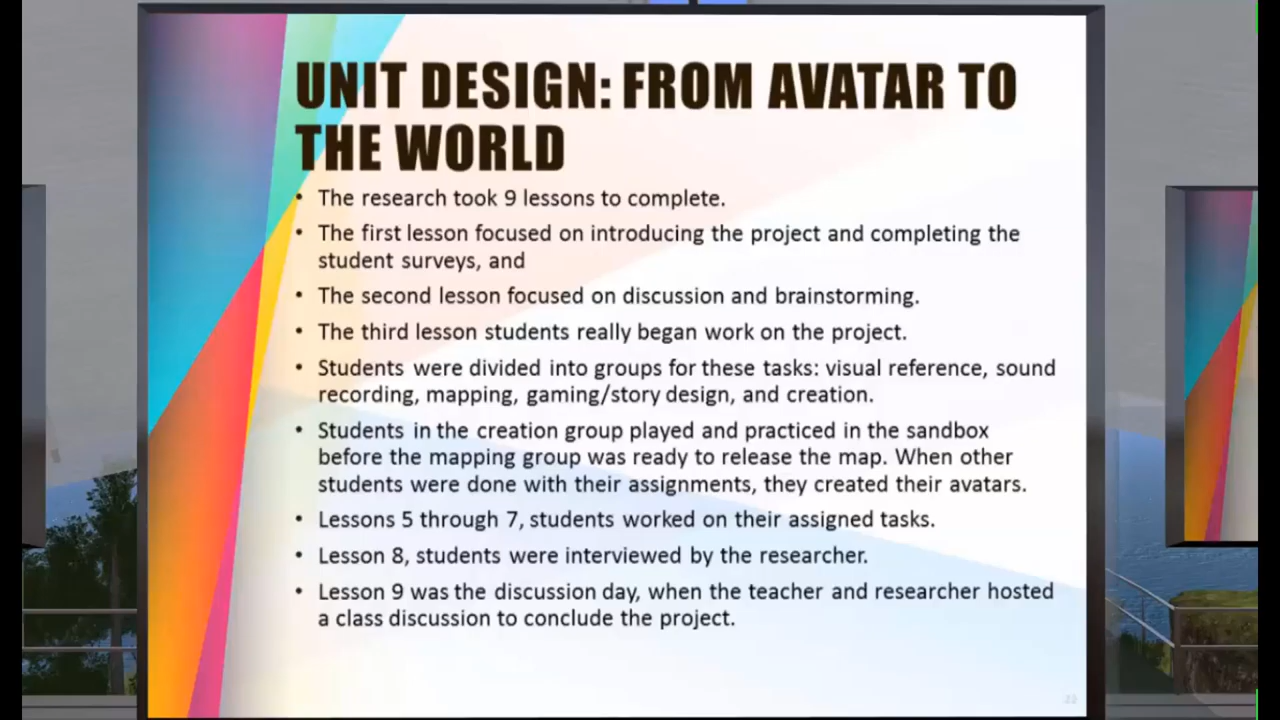 UNIT DESIGN: FROM AVATAR TO
THE WORLD
• The research took 9 lessons to complete.
• The first lesson focused on introducing the project and completing the
student surveys, and
• The second lesson focused on discussion and brainstorming.
• The third lesson students really began work on the project.
• Students were divided into groups for these tasks: visual reference, sound
recording, mapping, gaming/story design, and creation.
• Students in the creation group played and practiced in the sandbox
before the mapping group was ready to release the map. When other
students were done with their assignments, they created their avatars.
• Lessons 5 through 7, students worked on their assigned tasks.
• Lesson 8, students were interviewed by the researcher.
• Lesson 9 was the discussion day, when the teacher and researcher hosted
a class discussion to conclude the project.